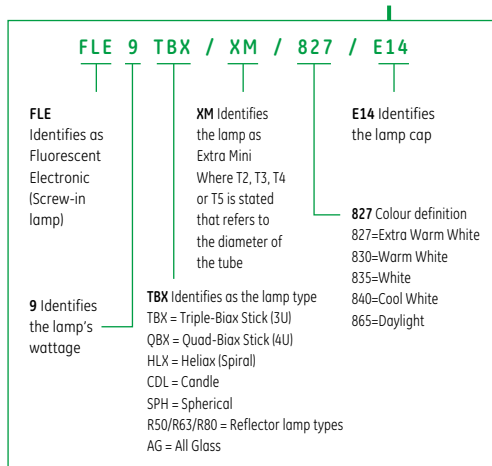 FLE 9 TBX / XM / 827 / E14
FLE
Identifies as
Fluorescent
Electronic
(Screw-in
lamp)
9 Identifies
the lamp's
wattage
XM Identifies
the lamp as
Extra Mini
Where T2, T3, T4
or T5 is stated
that refers to
the diameter of
the tube
TBX Identifies as the lamp type
TBX = Triple-Biax Stick (3U)
QBX = Quad-Biax Stick (4U)
HLX = Heliax (Spiral)
CDL = Candle
SPH = Spherical
R50/R63/R80 = Reflector lamp types
AG = All Glass
E14 Identifies
the lamp cap
827 Colour definition
827=Extra Warm White
830=Warm White
835=White
840=Cool White
865=Daylight